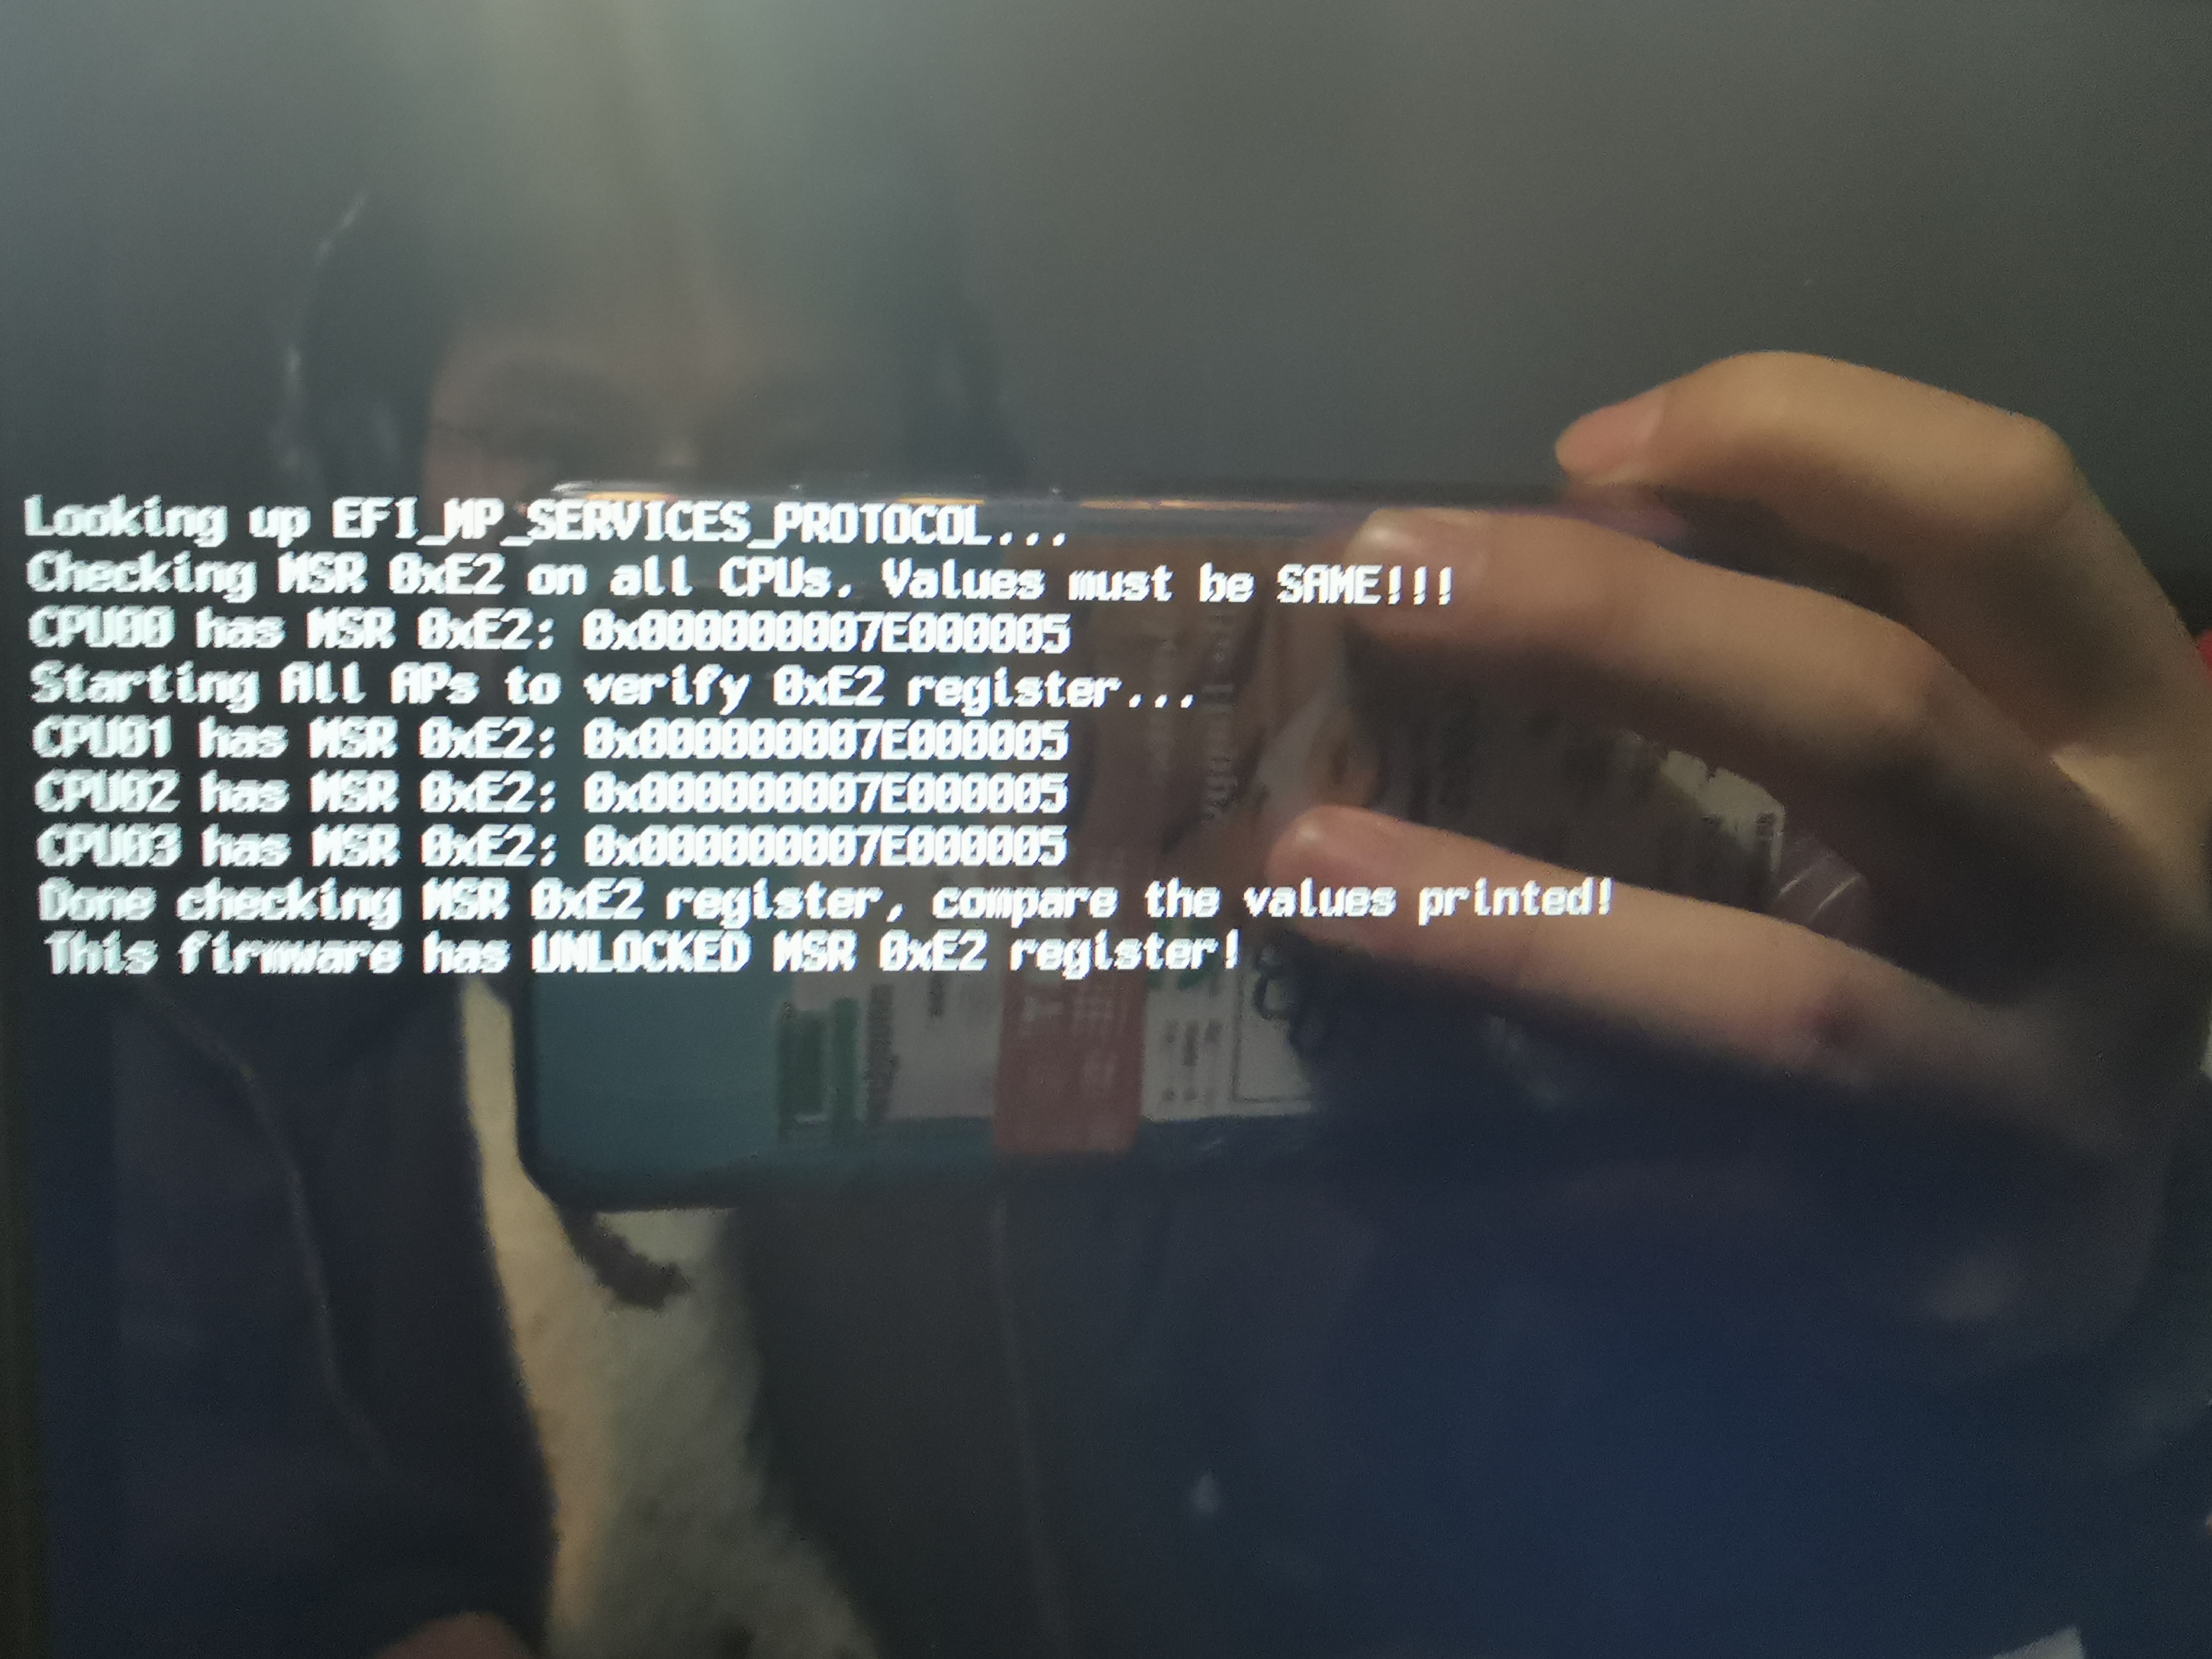 Looking up EFI_MP_SERVICES_PROTOCOL...
Checking MSR 0xE2 on all CPUs. Values must be SAME!!!
CPU00 has MSR 0xE2: 0x000000007E000005
Starting All APs to verify 0xE2 register...
CPU01 has MSR 0xE2: 0x000000007E000005
CPU02 has MSR 0xE2: 0x000000007E000005
CPU03 has MSR 0xE2: 0x000000007E000005
Done checking MSR 0xE2 register, compare the values printed!
This firmware has UNLOCKED MSR 0xE2 register!